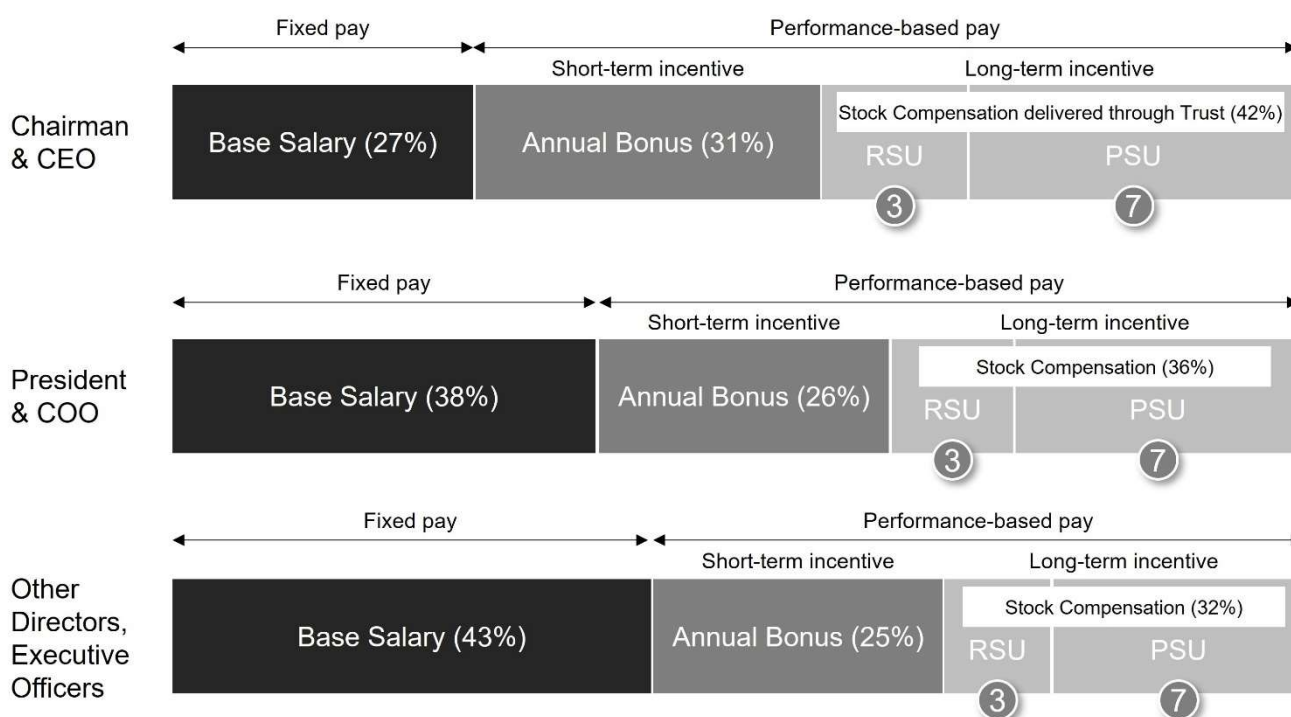 Fixed pay
Performance-based pay
Short-term incentive
Long-term incentive
Chairman
& CEO
Base Salary (27%)
Annual Bonus (31%)
Stock Compensation delivered through Trust (42%)
RSU
PSU
3
7
Fixed pay
Performance-based pay
Short-term incentive
Long-term incentive
President
& COO
Base Salary (38%)
Annual Bonus (26%)
Stock Compensation (36%)
RSU
PSU
3
7
Fixed pay
Performance-based pay
Short-term incentive
Long-term incentive
Other
Directors,
Executive
Officers
Base Salary (43%)
Annual Bonus (25%)
Stock Compensation (32%)
RSU
PSU
3
7